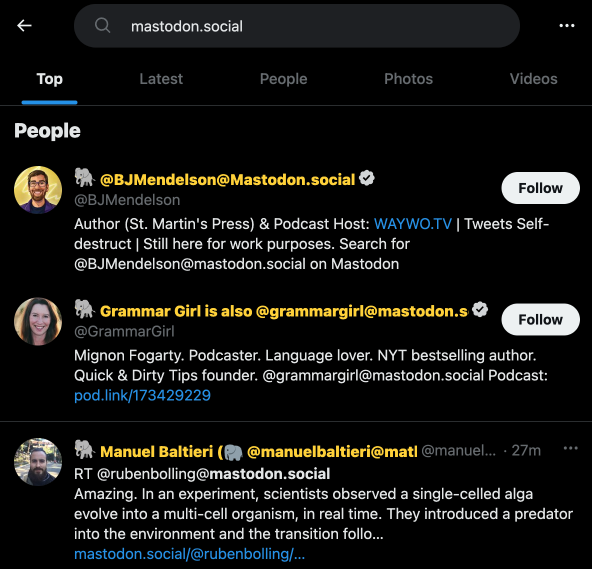 mastodon.social
Top Latest People Photos Videos
People
🐘 @BJMendelson@Mastodon.social
@BJMendelson
Follow
Author (St. Martin's Press) & Podcast Host: WAYWO.TV | Tweets Self-
destruct | Still here for work purposes. Search for
@BJMendelson@mastodon.social on Mastodon
🐘 Grammar Girl is also @grammargirl@mastodon.s
@GrammarGirl
Follow
Mignon Fogarty. Podcaster. Language lover. NYT bestselling author.
Quick & Dirty Tips founder. @grammargirl@mastodon.social Podcast:
pod.link/173429229
🐘 Manuel Baltieri (🐘 @manuelbaltieri@matl @manuel... · 27m
RT @rubenbolling@mastodon.social
Amazing. In an experiment, scientists observed a single-celled alga
evolve into a multi-cell organism, in real time. They introduced a predator
into the environment and the transition follo...
mastodon.social/@rubenbolling/...